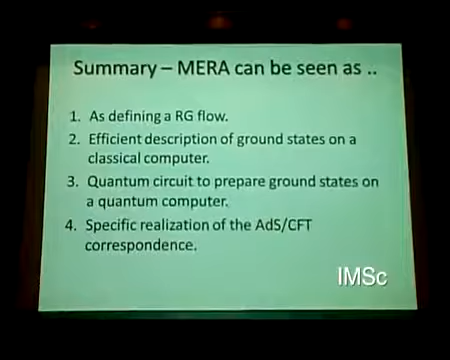 Summary – MERA can be seen as ..
1. As defining a RG flow.
2. Efficient description of ground states on a
classical computer.
3. Quantum circuit to prepare ground states on
a quantum computer.
4. Specific realization of the AdS/CFT
correspondence.
IMSc